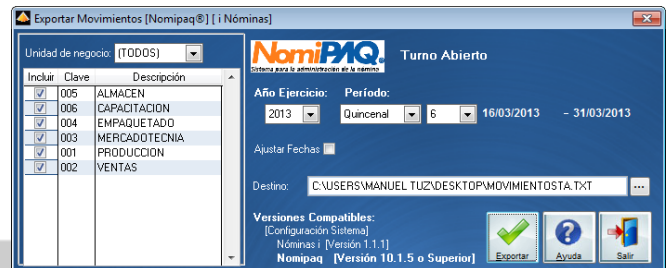 Exportar Movimientos [Nomipaq®] [ i Nóminas]
Unidad de negocio: (TODOS)
Incluir Clave Descripción
005 ALMACEN
006 CAPACITACION
004 EMPAQUETADO
003 MERCADOTECNIA
001 PRODUCCION
002 VENTAS
NomiPAQ®
Sistema para la administración de la nómina
Turno Abierto
Año Ejercicio: Período:
2013 Quincenal 6 16/03/2013 - 31/03/2013
Ajustar Fechas
Destino: C:\USERS\MANUEL TUZ\DESKTOP\MOVIMIENTOSTA.TXT ...
Versiones Compatibles:
[Configuración Sistema]
Nóminas i [Versión 1.1.1]
Nomipaq [Versión 10.1.5 o Superior]
Exportar Ayuda Salir